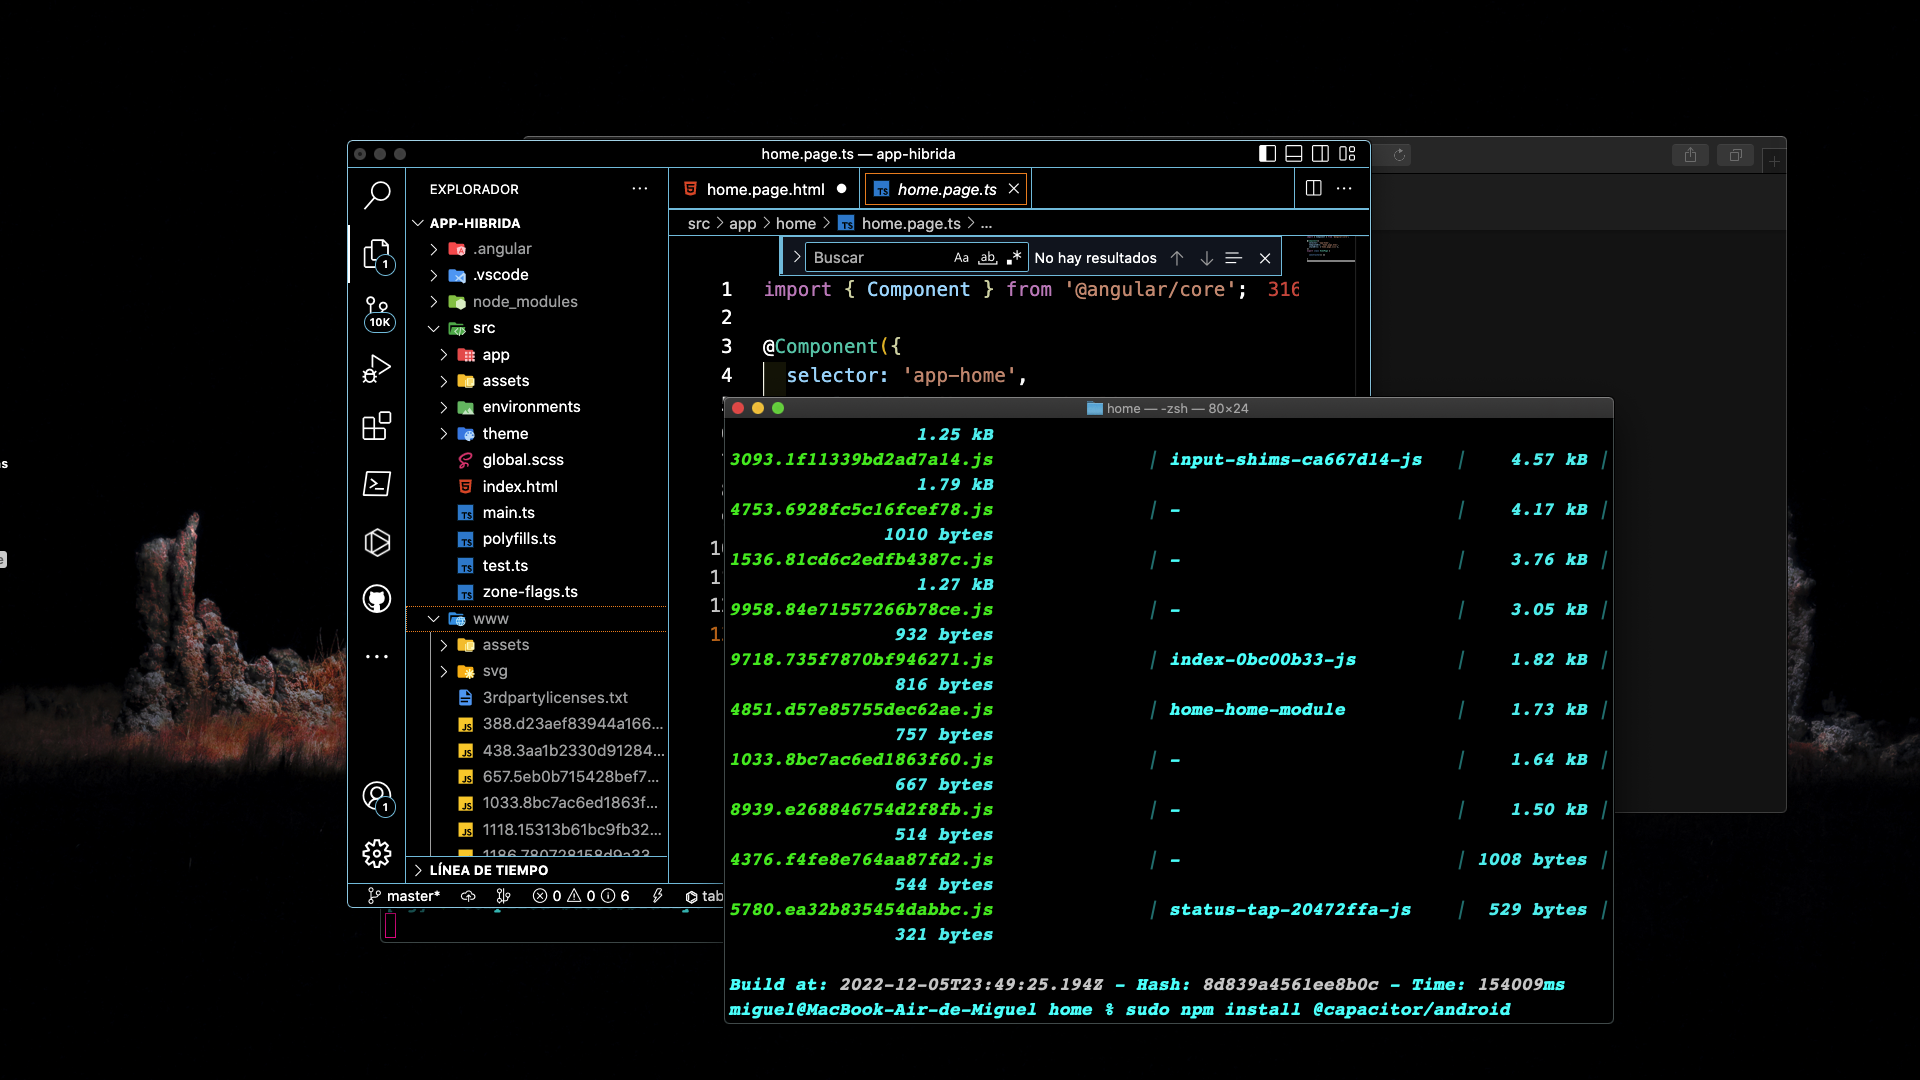 home.page.ts — app-hibrida
EXPLORADOR
APP-HIBRIDA
.angular
.vscode
node_modules
src
app
assets
environments
theme
global.scss
index.html
main.ts
polyfills.ts
test.ts
zone-flags.ts
www
assets
svg
3rdpartylicenses.txt
388.d23aef83944a166...
438.3aa1b2330d91284...
657.5eb0b715428bef7...
1033.8bc7ac6ed1863f...
1118.15313b61bc9fb32...
1186.780728158d9a33
LÍNEA DE TIEMPO
1
10K
1
master*
0 0 6
tab
home.page.html
home.page.ts
src > app > home > TS home.page.ts > ...
Buscar Aa ab, .* No hay resultados
1 import { Component } from '@angular/core'; 316
2
3 @Component({
4 selector: 'app-home',
home — -zsh — 80×24
1.25 kB
3093.1f11339bd2ad7a14.js | input-shims-ca667d14-js | 4.57 kB |
1.79 kB
4753.6928fc5c16fcef78.js | - | 4.17 kB |
1010 bytes
1536.81cd6c2edfb4387c.js | - | 3.76 kB |
1.27 kB
9958.84e71557266b78ce.js | - | 3.05 kB |
932 bytes
9718.735f7870bf946271.js | index-0bc00b33-js | 1.82 kB |
816 bytes
4851.d57e85755dec62ae.js | home-home-module | 1.73 kB |
757 bytes
1033.8bc7ac6ed1863f60.js | - | 1.64 kB |
667 bytes
8939.e268846754d2f8fb.js | - | 1.50 kB |
514 bytes
4376.f4fe8e764aa87fd2.js | - | 1008 bytes |
544 bytes
5780.ea32b835454dabbc.js | status-tap-20472ffa-js | 529 bytes |
321 bytes
Build at: 2022-12-05T23:49:25.194Z - Hash: 8d839a4561ee8b0c - Time: 154009ms
miguel@MacBook-Air-de-Miguel home % sudo npm install @capacitor/android